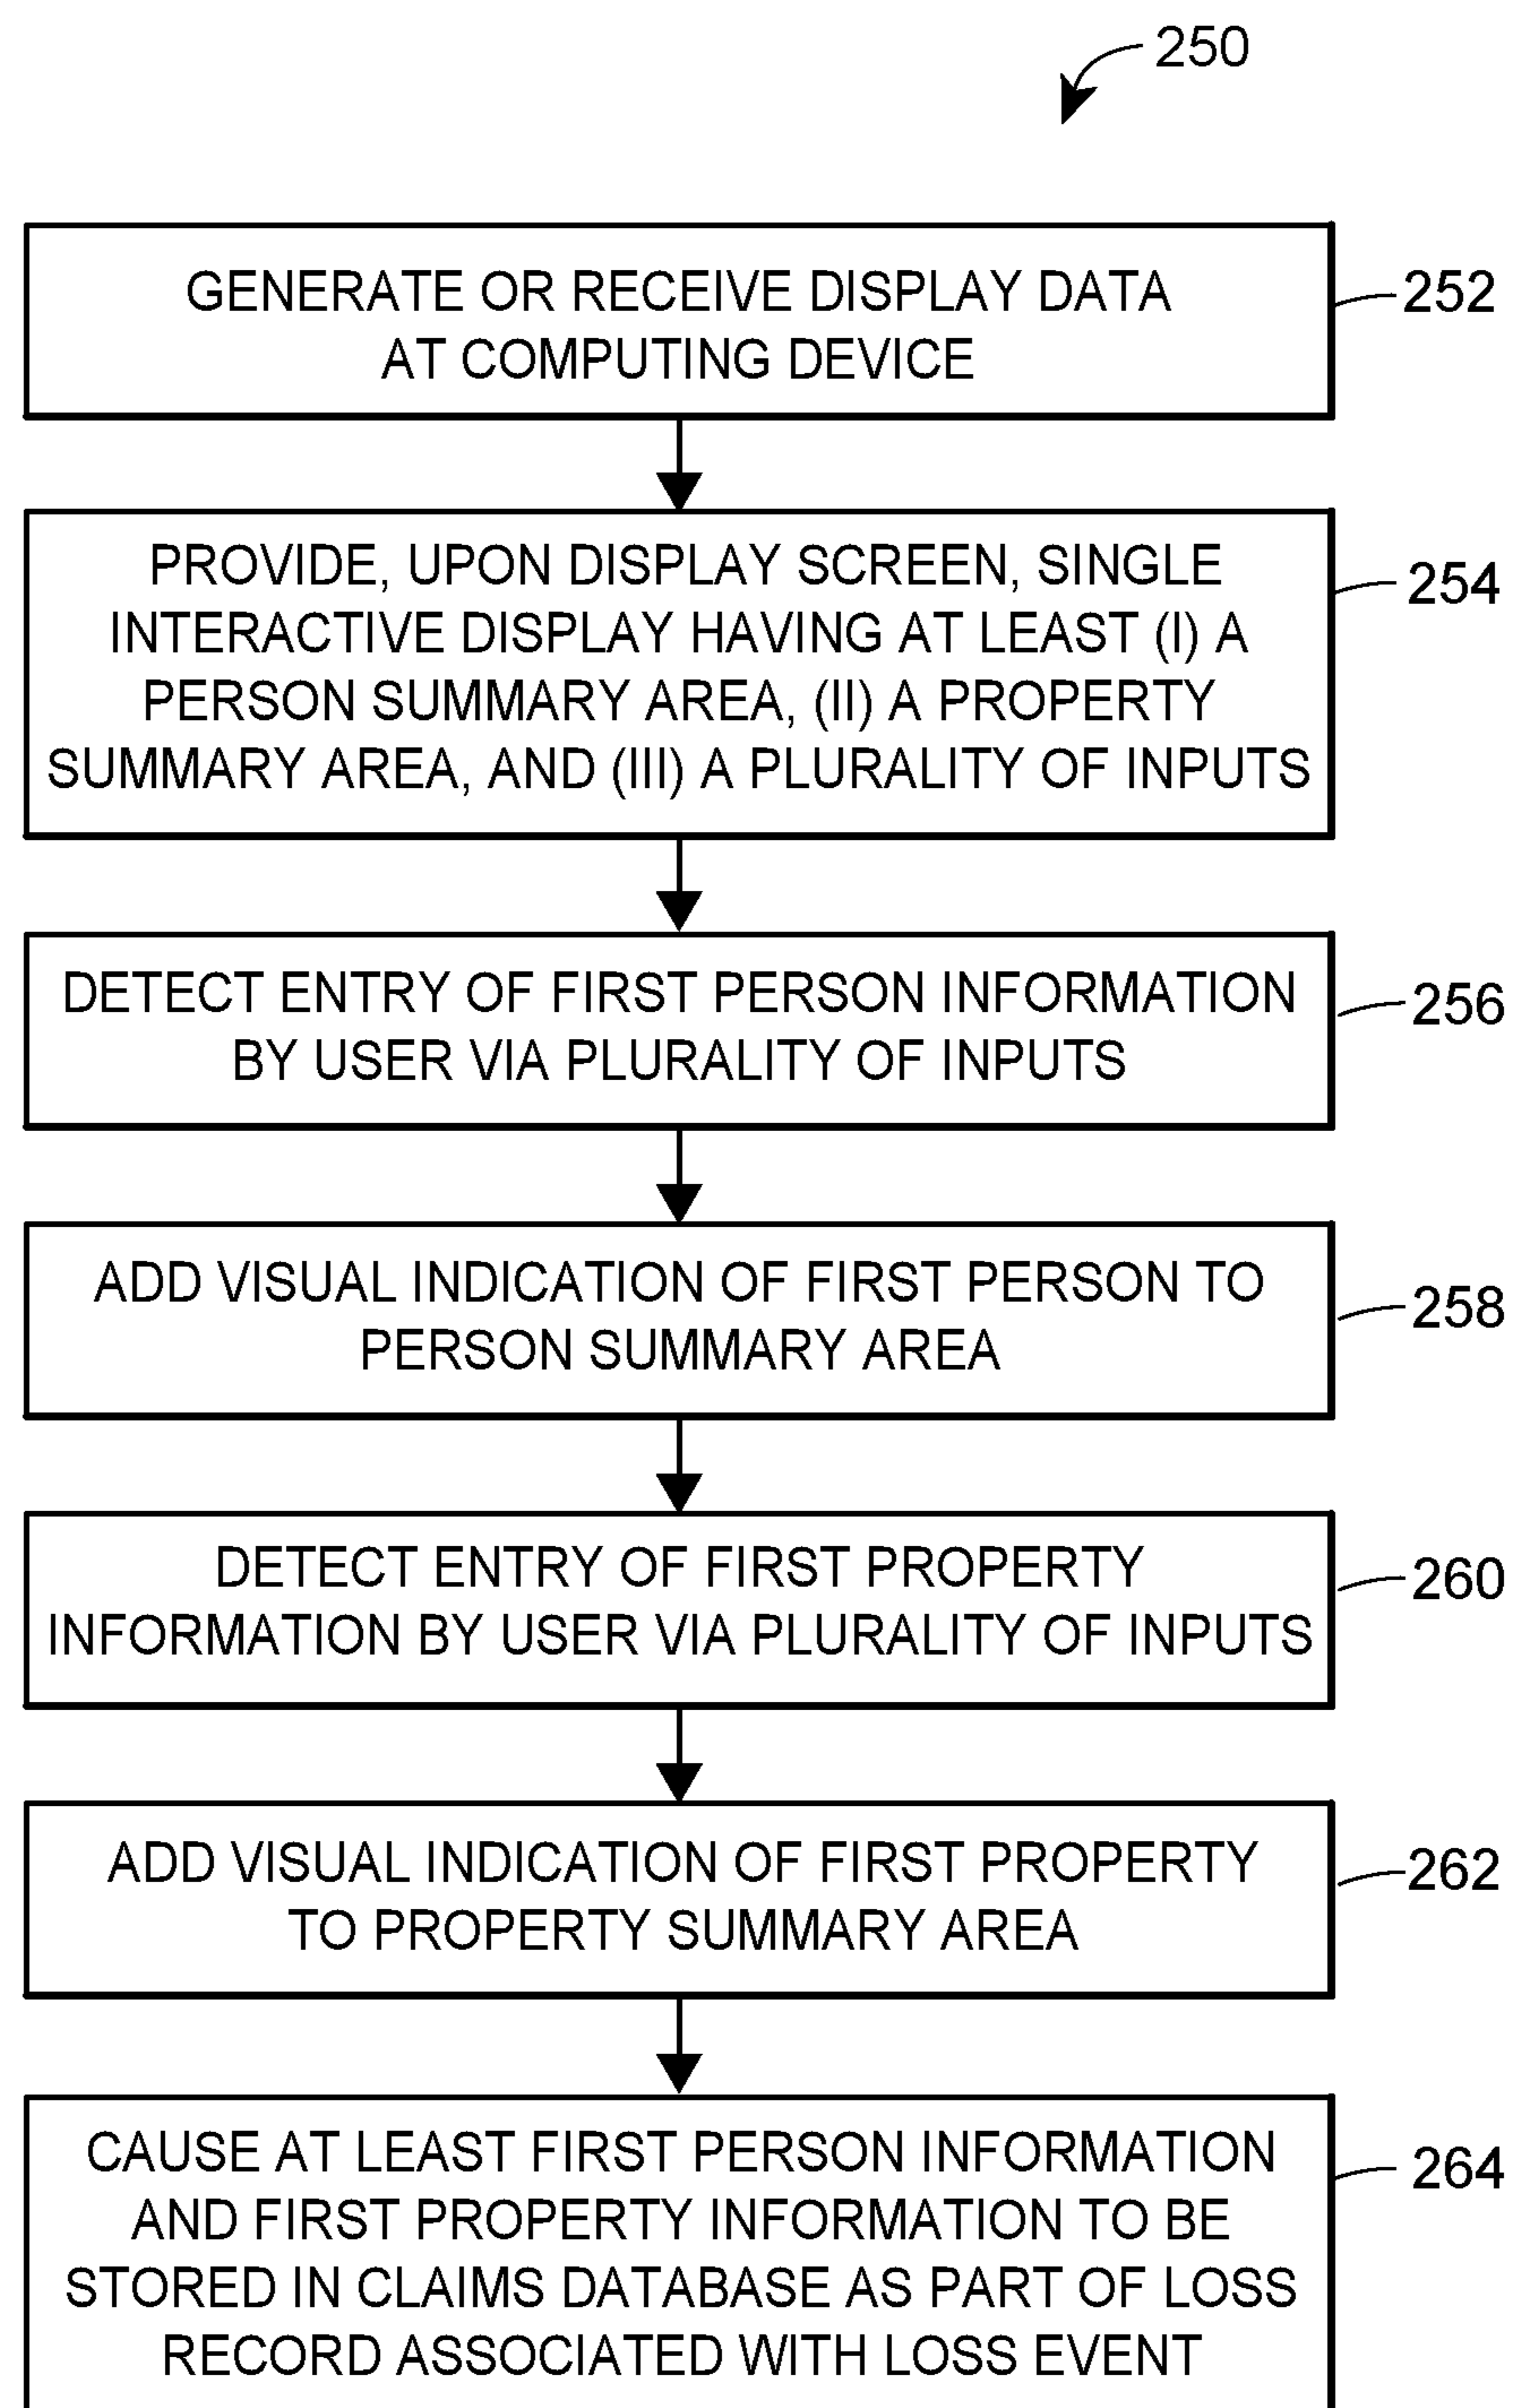 250
GENERATE OR RECEIVE DISPLAY DATA
AT COMPUTING DEVICE
252
PROVIDE, UPON DISPLAY SCREEN, SINGLE
INTERACTIVE DISPLAY HAVING AT LEAST (I) A
PERSON SUMMARY AREA, (II) A PROPERTY
SUMMARY AREA, AND (III) A PLURALITY OF INPUTS
254
DETECT ENTRY OF FIRST PERSON INFORMATION
BY USER VIA PLURALITY OF INPUTS
256
ADD VISUAL INDICATION OF FIRST PERSON TO
PERSON SUMMARY AREA
258
DETECT ENTRY OF FIRST PROPERTY
INFORMATION BY USER VIA PLURALITY OF INPUTS
260
ADD VISUAL INDICATION OF FIRST PROPERTY
TO PROPERTY SUMMARY AREA
262
CAUSE AT LEAST FIRST PERSON INFORMATION
AND FIRST PROPERTY INFORMATION TO BE
STORED IN CLAIMS DATABASE AS PART OF LOSS
RECORD ASSOCIATED WITH LOSS EVENT
264